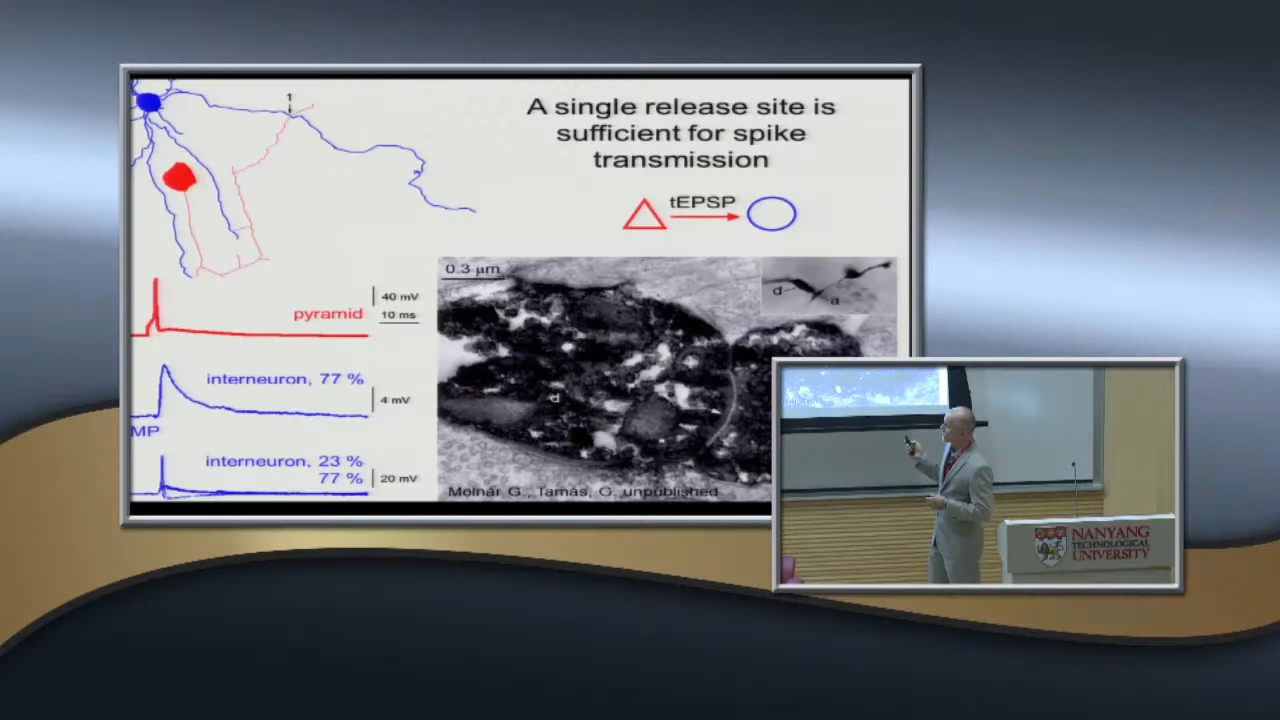 1
A single release site is
sufficient for spike
transmission
tEPSP
pyramid
40 mV
10 ms
interneuron, 77 %
4 mV
MP
interneuron, 23 %
77 %
20 mV
0.3 µm
d
a
d
Molnár G., Tamás, G, unpublished
NANYANG
TECHNOLOGICAL
UNIVERSITY